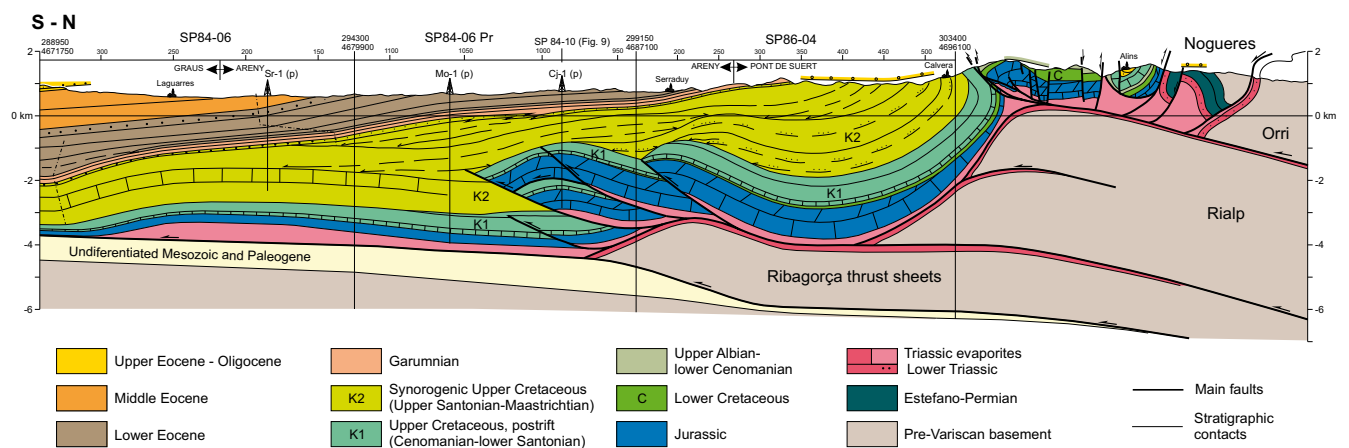 S - N
SP84-06
SP84-06 Pr
SP 84-10 (Fig. 9)
SP86-04
Nogueres
288950
4671750
300
250
200
150
100
294300
4679900
1100
1050
1000
950
299150
4687100
200
250
300
350
400
450
500
303400
4696100
GRAUS
ARENY
ARENY
PONT DE SUERT
Laguarres
Sr-1 (p)
Mo-1 (p)
Cj-1 (p)
Serraduy
Calvera
Alins
2
0 km
-2
-4
-6
2
0 km
-2
-4
-6
C
K2
K1
K2
K1
K1
Orri
Rialp
Ribagorça thrust sheets
Undifferentiated Mesozoic and Paleogene
Upper Eocene - Oligocene
Middle Eocene
Lower Eocene
Garumnian
K2
Synorogenic Upper Cretaceous
(Upper Santonian-Maastrichtian)
K1
Upper Cretaceous, postrift
(Cenomanian-lower Santonian)
Upper Albian-
lower Cenomanian
C
Lower Cretaceous
Jurassic
Triassic evaporites
Lower Triassic
Estefano-Permian
Pre-Variscan basement
Main faults
Stratigraphic
contacts